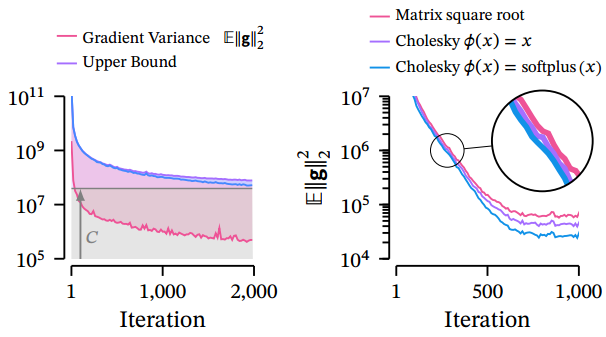 Gradient Variance 𝔼‖𝐠‖₂²
Upper Bound
10¹¹
10⁹
10⁷
10⁵
C
1
1,000
2,000
Iteration
Matrix square root
Cholesky ϕ(x) = x
Cholesky ϕ(x) = softplus (x)
𝔼‖𝐠‖₂²
10⁷
10⁶
10⁵
10⁴
1
500
1,000
Iteration